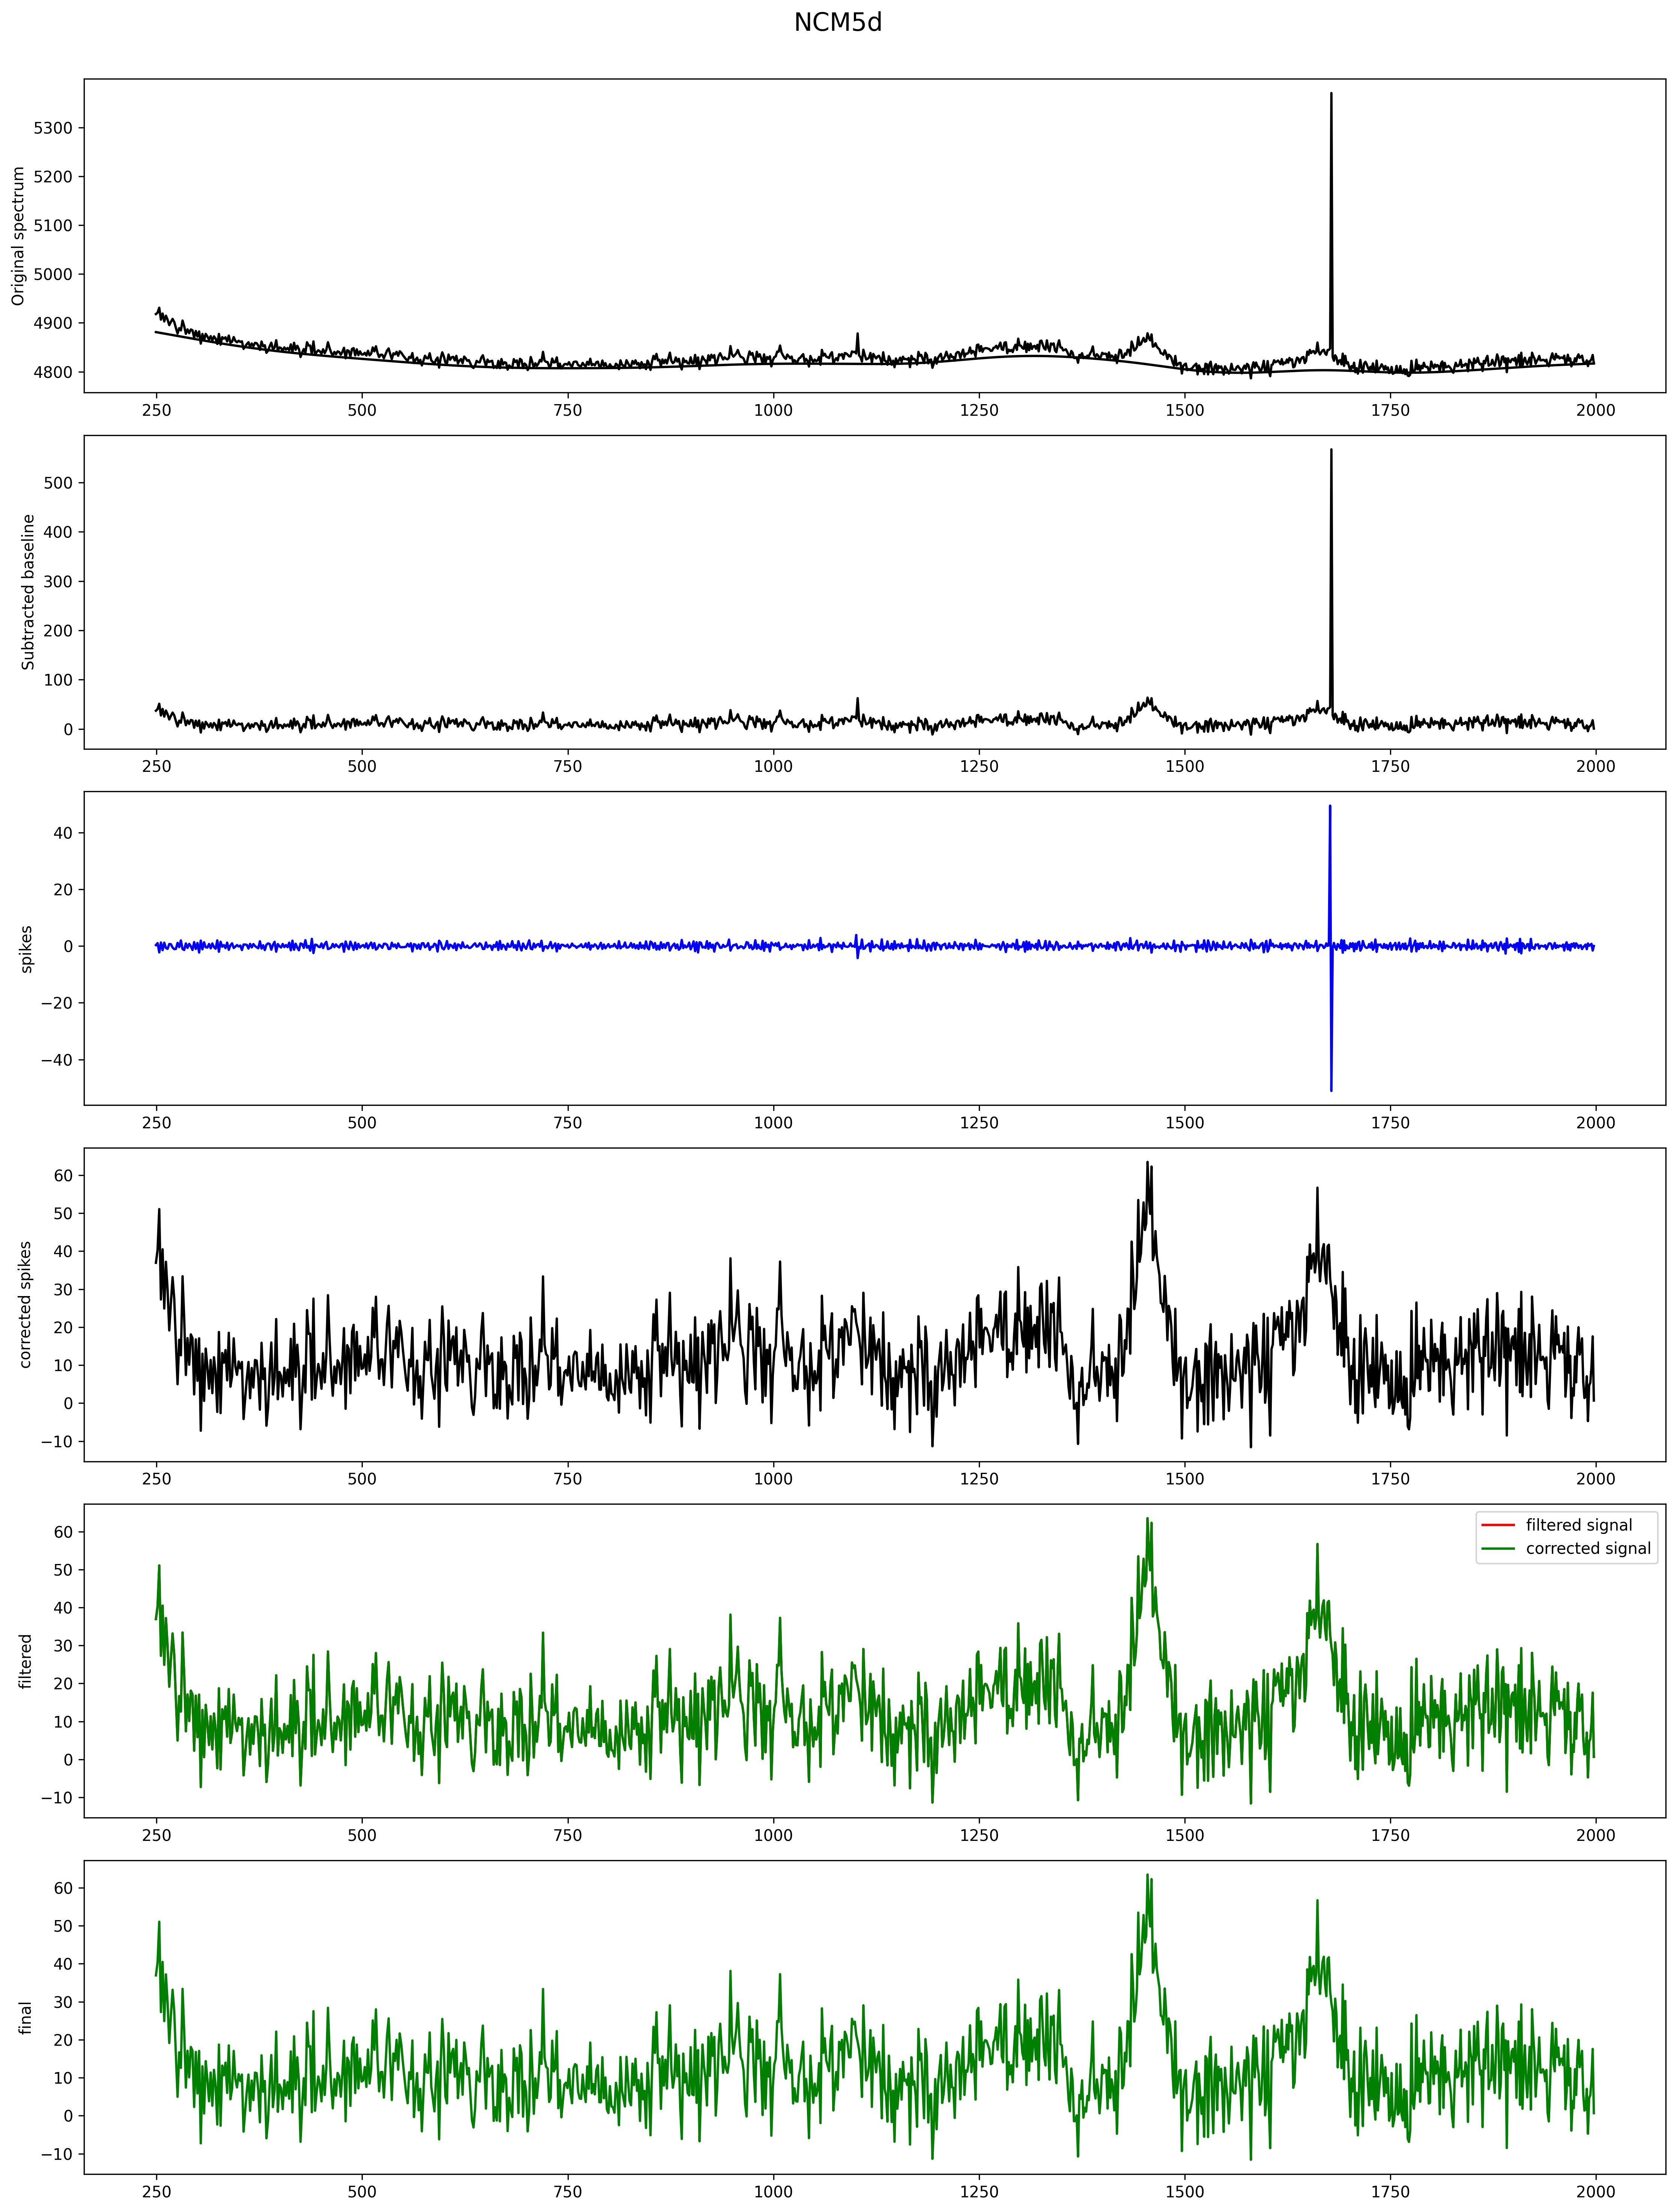 NCM5d
Original spectrum
5300
5200
5100
5000
4900
4800
250 500 750 1000 1250 1500 1750 2000
Subtracted baseline
500
400
300
200
100
0
250 500 750 1000 1250 1500 1750 2000
spikes
40
20
0
−20
−40
250 500 750 1000 1250 1500 1750 2000
corrected spikes
60
50
40
30
20
10
0
−10
250 500 750 1000 1250 1500 1750 2000
filtered
60
50
40
30
20
10
0
−10
filtered signal
corrected signal
250 500 750 1000 1250 1500 1750 2000
final
60
50
40
30
20
10
0
−10
250 500 750 1000 1250 1500 1750 2000